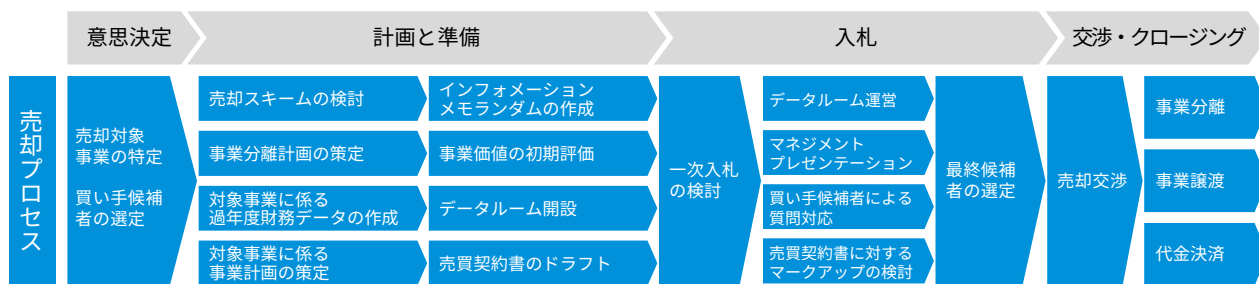 意思決定
計画と準備
入札
交渉・クロージング
売却プロセス
売却対象
事業の特定
買い手候補
者の選定
売却スキームの検討
事業分離計画の策定
対象事業に係る
過年度財務データの作成
対象事業に係る
事業計画の策定
インフォメーション
メモランダムの作成
事業価値の初期評価
データルーム開設
売買契約書のドラフト
一次入札
の検討
データルーム運営
マネジメント
プレゼンテーション
買い手候補者による
質問対応
売買契約書に対する
マークアップの検討
最終候補
者の選定
売却交渉
事業分離
事業譲渡
代金決済